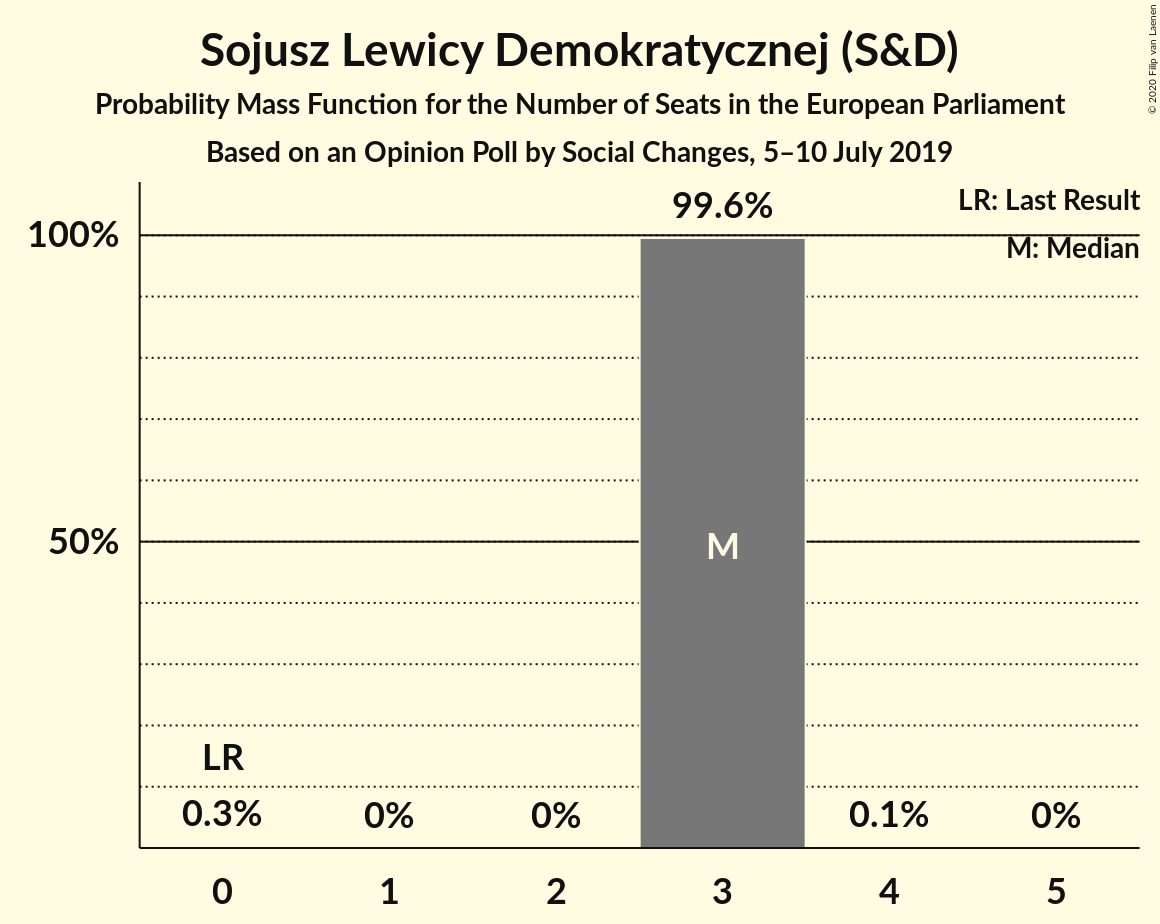 Sojusz Lewicy Demokratycznej (S&D)
Probability Mass Function for the Number of Seats in the European Parliament
Based on an Opinion Poll by Social Changes, 5–10 July 2019
© 2020 Filip van Laenen
LR: Last Result
M: Median
99.6%
100%
50%
M
LR
0.3%
0%
0%
0.1%
0%
0
1
2
3
4
5